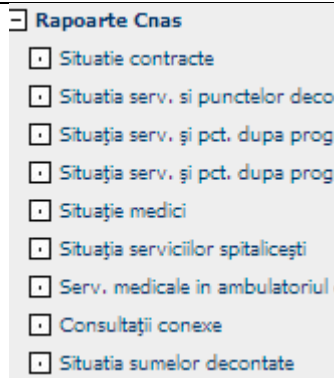 Rapoarte Cnas
Situatie contracte
Situatia serv. si punctelor deco
Situaţia serv. şi pct. dupa prog
Situaţia serv. şi pct. dupa prog
Situaţie medici
Situaţia serviciilor spitaliceşti
Serv. medicale in ambulatoriul
Consultaţii conexe
Situatia sumelor decontate